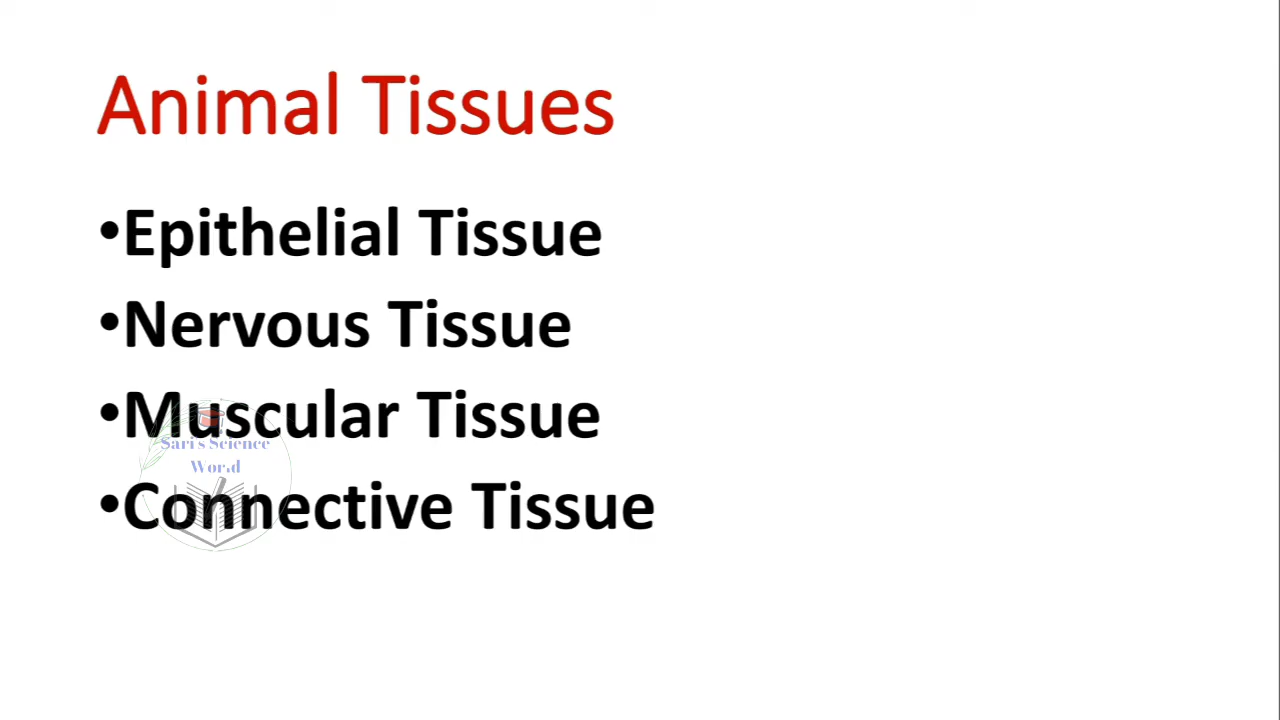 Animal Tissues
•Epithelial Tissue
•Nervous Tissue
•Muscular Tissue
Sari's Science
World
•Connective Tissue